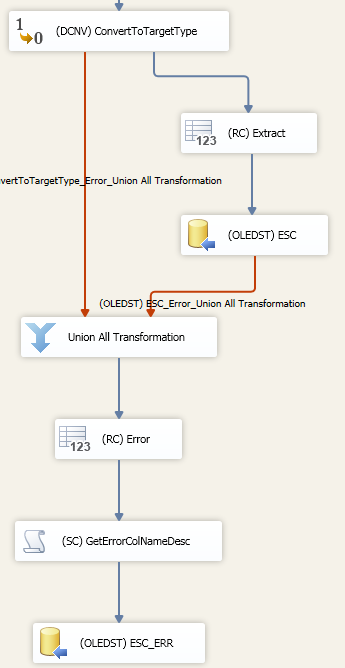 1
0
(DCNV) ConvertToTargetType
123
(RC) Extract
vertToTargetType_Error_Union All Transformation
(OLEDST) ESC
(OLEDST) ESC_Error_Union All Transformation
Union All Transformation
123
(RC) Error
(SC) GetErrorColNameDesc
(OLEDST) ESC_ERR